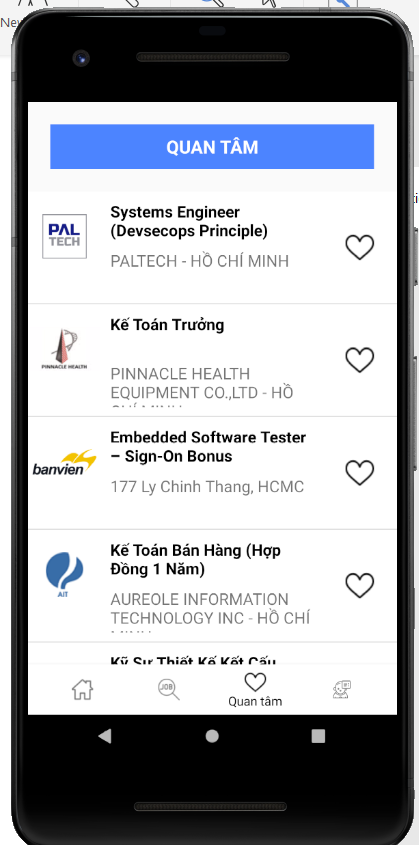 QUAN TÂM
PAL
TECH
Systems Engineer
(Devsecops Principle)
PALTECH - HỒ CHÍ MINH
Kế Toán Trưởng
PINNACLE HEALTH
PINNACLE HEALTH
EQUIPMENT CO.,LTD - HỒ
CHÍ MINH
banvien
Embedded Software Tester
– Sign-On Bonus
177 Ly Chinh Thang, HCMC
AIT
Kế Toán Bán Hàng (Hợp
Đồng 1 Năm)
AUREOLE INFORMATION
TECHNOLOGY INC - HỒ CHÍ
MINH
Kỹ Sư Thiết Kế Kết Cấu
JOB
Quan tâm